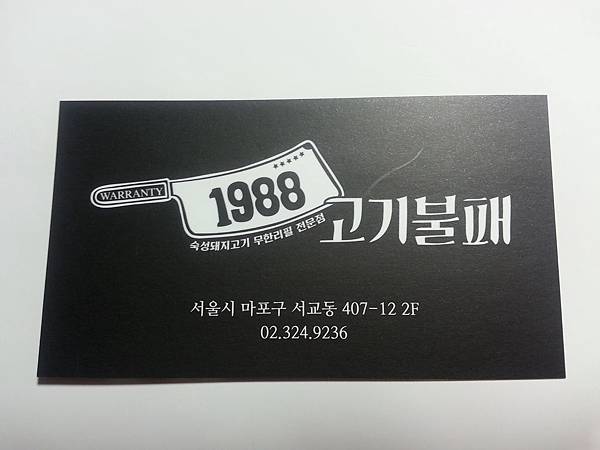 WARRANTY
1988
숙성돼지고기 무한리필 전문점
고기불패
서울시 마포구 서교동 407-12 2F
02.324.9236